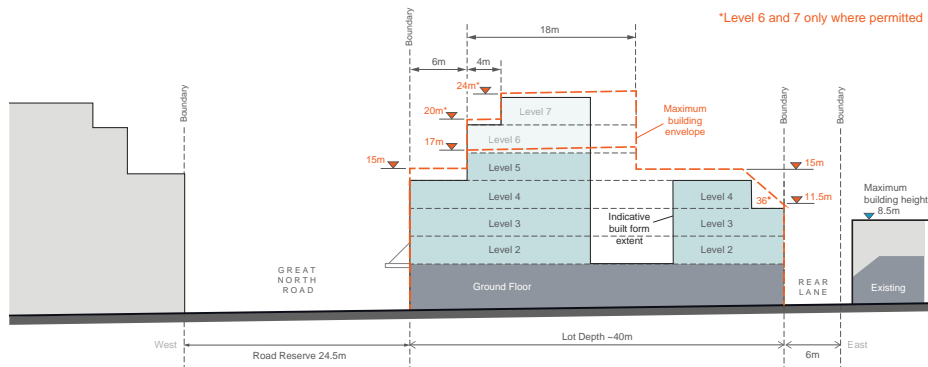 *Level 6 and 7 only where permitted
Boundary
Boundary
Boundary
Boundary
18m
6m
4m
24m*
20m*
17m
15m
Level 7
Level 6
Level 5
Level 4
Level 3
Level 2
Ground Floor
Maximum
building
envelope
15m
11.5m
36°
Level 4
Level 3
Level 2
Indicative
built form
extent
Maximum
building height
8.5m
Existing
GREAT
NORTH
ROAD
REAR
LANE
West
East
Road Reserve 24.5m
Lot Depth ~40m
6m